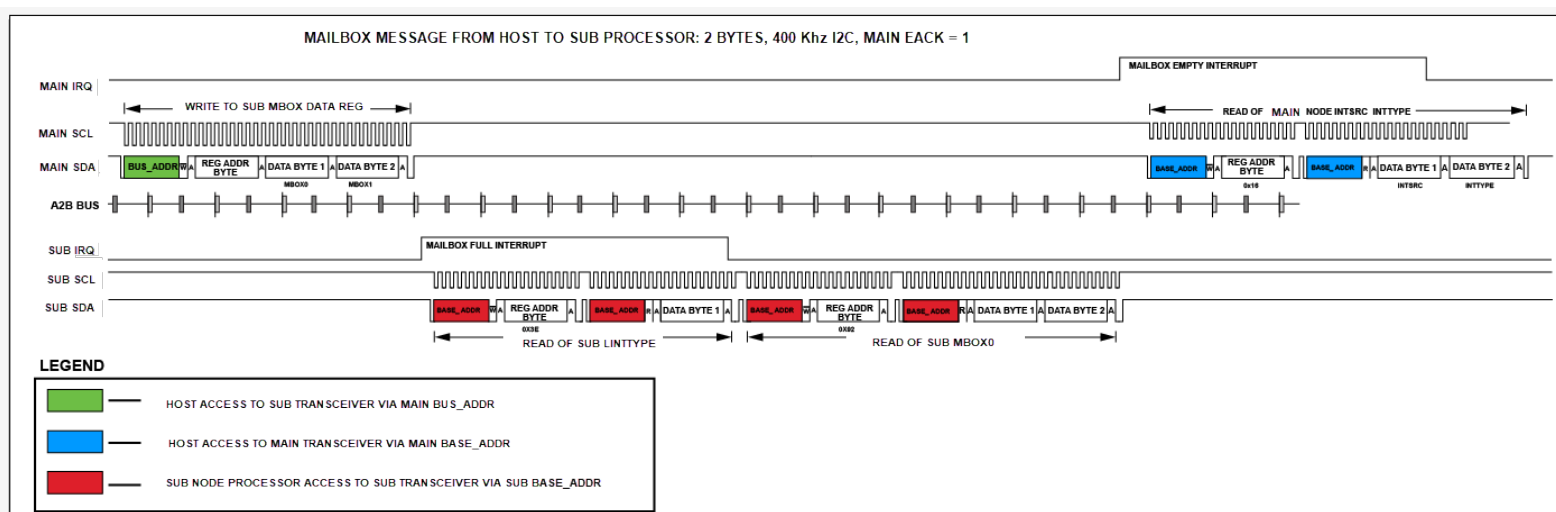 MAILBOX MESSAGE FROM HOST TO SUB PROCESSOR: 2 BYTES, 400 Khz I2C, MAIN EACK = 1
MAILBOX EMPTY INTERRUPT
MAIN IRQ
WRITE TO SUB MBOX DATA REG
READ OF MAIN NODE INTSRC INTTYPE
MAIN SCL
MAIN SDA
BUS_ADDR W A REG ADDR BYTE A DATA BYTE 1 A DATA BYTE 2 A
BASE_ADDR W A REG ADDR BYTE A BASE_ADDR R A DATA BYTE 1 A DATA BYTE 2 A
MBOX0 MBOX1
0x16 INTSRC INTTYPE
A2B BUS
SUB IRQ
MAILBOX FULL INTERRUPT
SUB SCL
SUB SDA
BASE_ADDR W A REG ADDR BYTE A BASE_ADDR R A DATA BYTE 1 A BASE_ADDR W A REG ADDR BYTE A BASE_ADDR R A DATA BYTE 1 A DATA BYTE 2 A
0X3E 0X92
READ OF SUB LINTTYPE READ OF SUB MBOX0
LEGEND
HOST ACCESS TO SUB TRANSCEIVER VIA MAIN BUS_ADDR
HOST ACCESS TO MAIN TRANSCEIVER VIA MAIN BASE_ADDR
SUB NODE PROCESSOR ACCESS TO SUB TRANSCEIVER VIA SUB BASE_ADDR